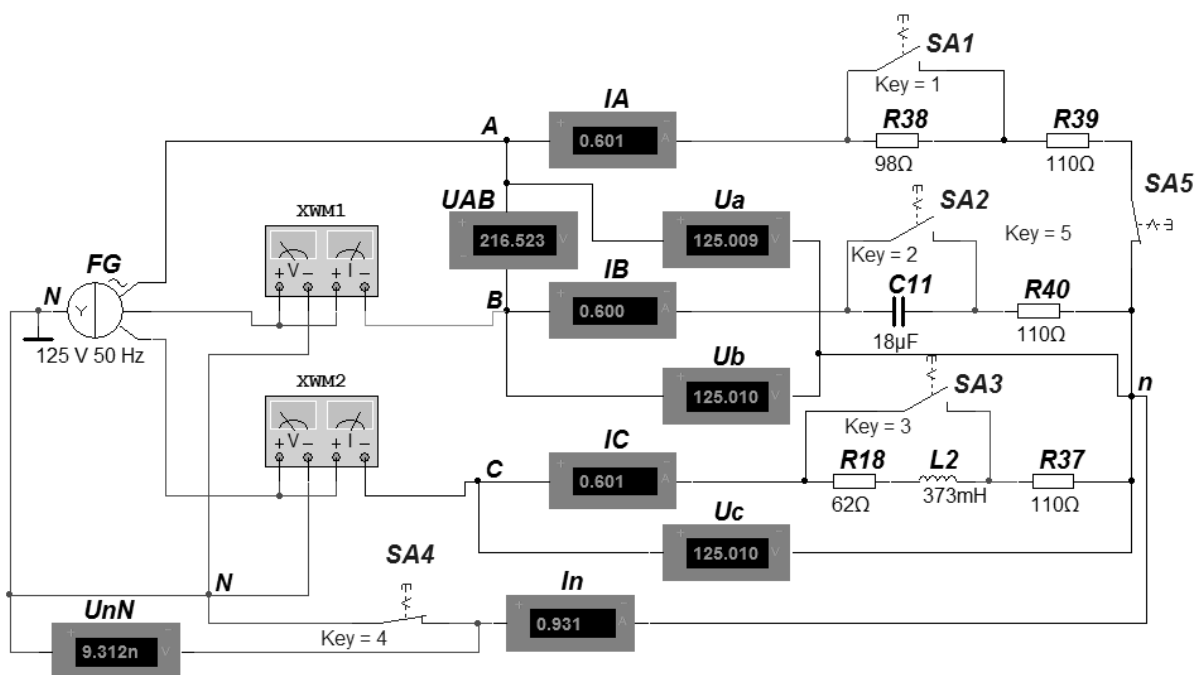 SA1
Key = 1
IA
0.601
A
A
R38
98Ω
R39
110Ω
SA5
Key = 5
UAB
216.523
V
Ua
125.009
V
SA2
Key = 2
XWM1
V
I
FG
N
Y
125 V 50 Hz
B
IB
0.600
A
C11
18µF
R40
110Ω
Ub
125.010
V
n
XWM2
V
I
SA3
Key = 3
C
IC
0.601
A
R18
62Ω
L2
373mH
R37
110Ω
Uc
125.010
V
SA4
Key = 4
N
In
0.931
A
UnN
9.312n
V